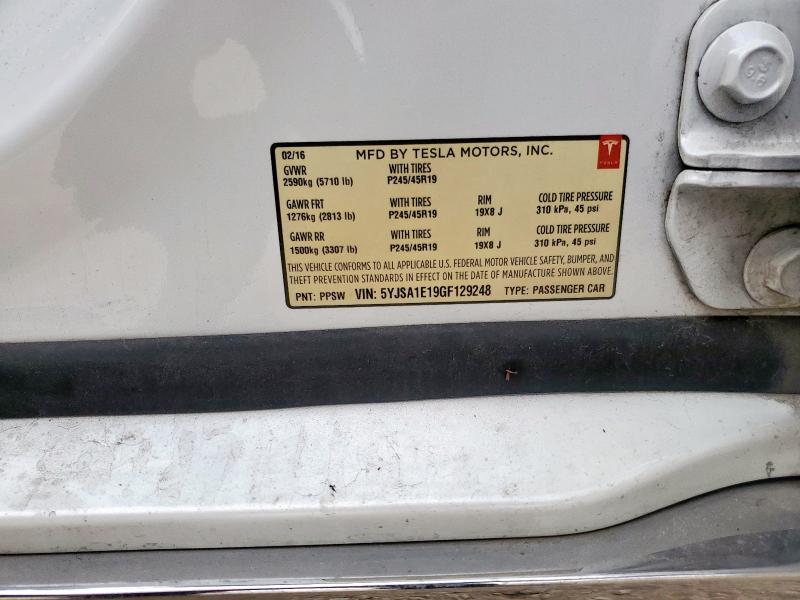 02/16 MFD BY TESLA MOTORS, INC.
GVWR WITH TIRES
2590kg (5710 lb) P245/45R19
TESLA
GAWR FRT WITH TIRES RIM COLD TIRE PRESSURE
1276kg (2813 lb) P245/45R19 19X8 J 310 kPa, 45 psi
GAWR RR WITH TIRES RIM COLD TIRE PRESSURE
1500kg (3307 lb) P245/45R19 19X8 J 310 kPa, 45 psi
THIS VEHICLE CONFORMS TO ALL APPLICABLE U.S. FEDERAL MOTOR VEHICLE SAFETY, BUMPER, AND
THEFT PREVENTION STANDARDS IN EFFECT ON THE DATE OF MANUFACTURE SHOWN ABOVE.
PNT: PPSW VIN: 5YJSA1E19GF129248 TYPE: PASSENGER CAR